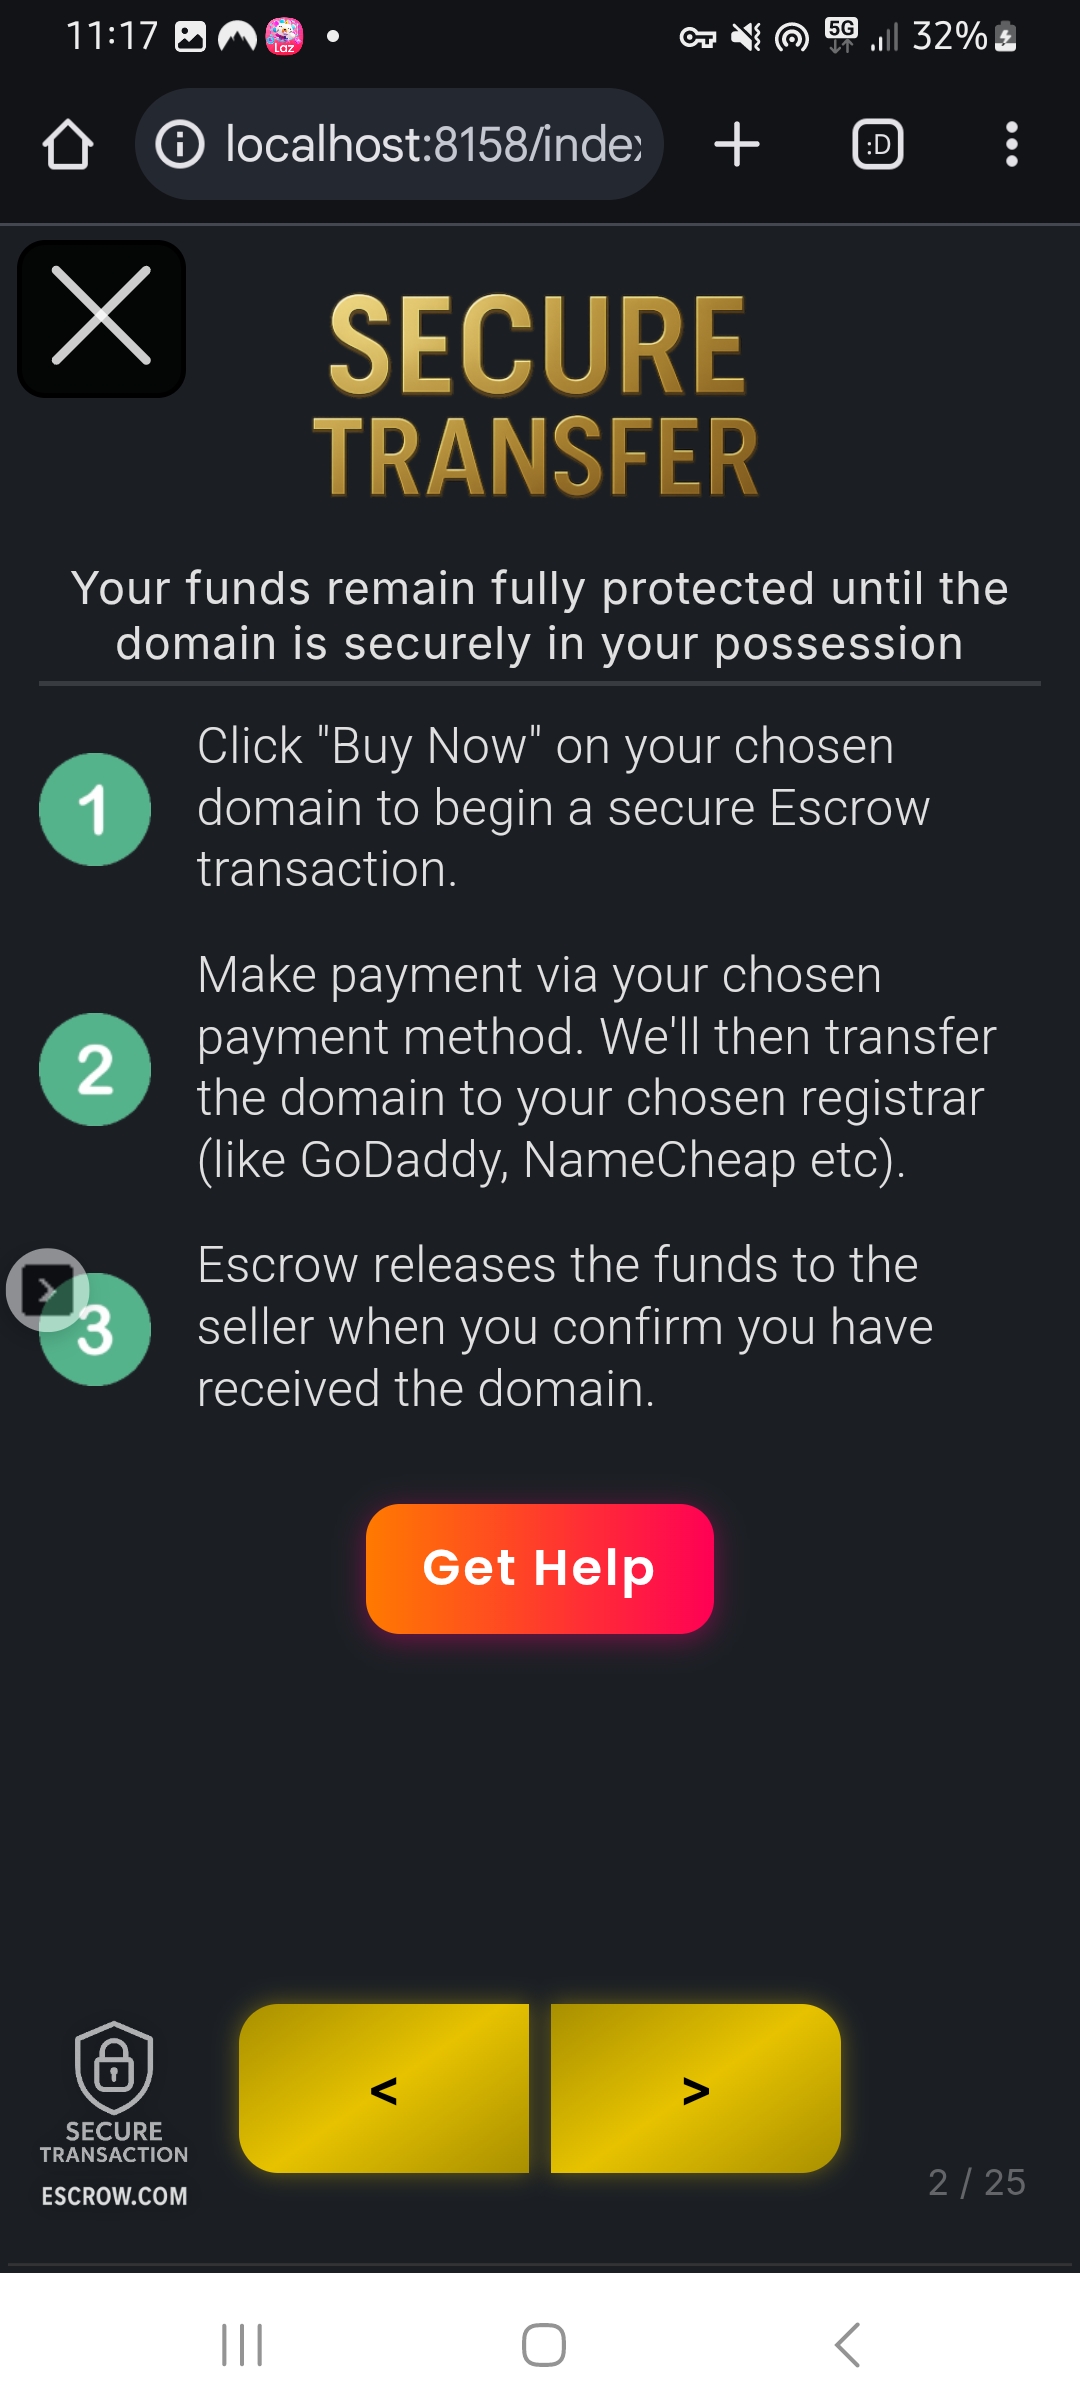 11:17
Laz
5G
32%
localhost:8158/index
:D
SECURE
TRANSFER
Your funds remain fully protected until the
domain is securely in your possession
1
Click "Buy Now" on your chosen
domain to begin a secure Escrow
transaction.
2
Make payment via your chosen
payment method. We'll then transfer
the domain to your chosen registrar
(like GoDaddy, NameCheap etc).
3
Escrow releases the funds to the
seller when you confirm you have
received the domain.
Get Help
<
>
SECURE
TRANSACTION
ESCROW.COM
2 / 25